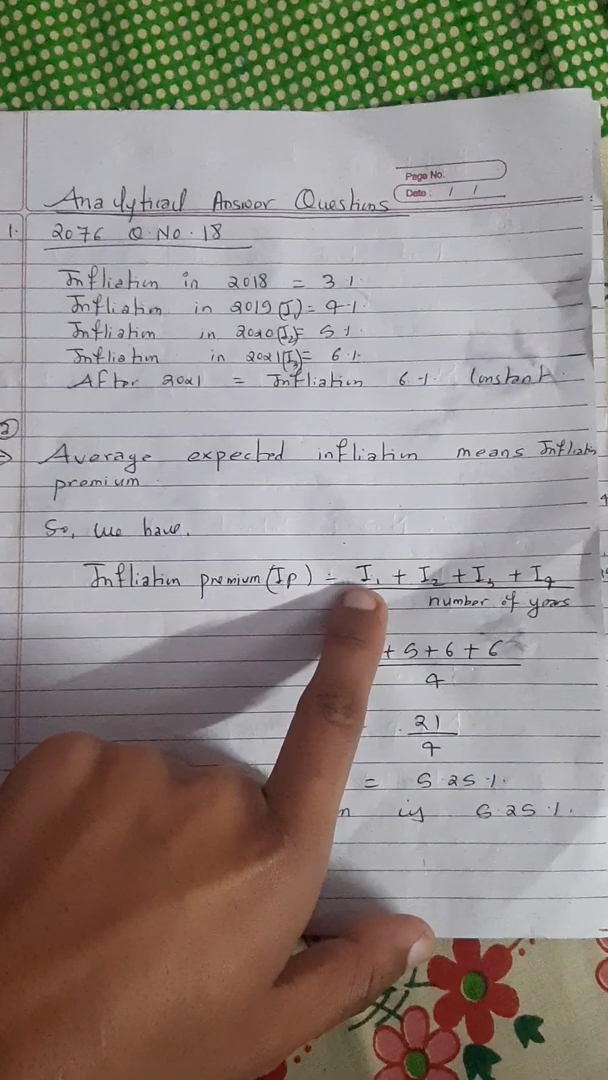 Page No.
Date: / /
Analytical Answer Questions
1. 2076 Q.No.18
Infliation in 2018 = 3%
Infliation in 2019(I₁)= 4%
Infliation in 2020(I₂)= 5%
Infliation in 2021(I₃)= 6%
After 2021 = Infliation 6% Constant.
a
⇒ Average expected infliation means Infliation
premium.
So, we have.
Infliation premium (Ip) = I₁ + I₂ + I₃ + I₄
number of years
+ 5 + 6 + 6
4
21
4
= 5.25%.
is 5.25%.